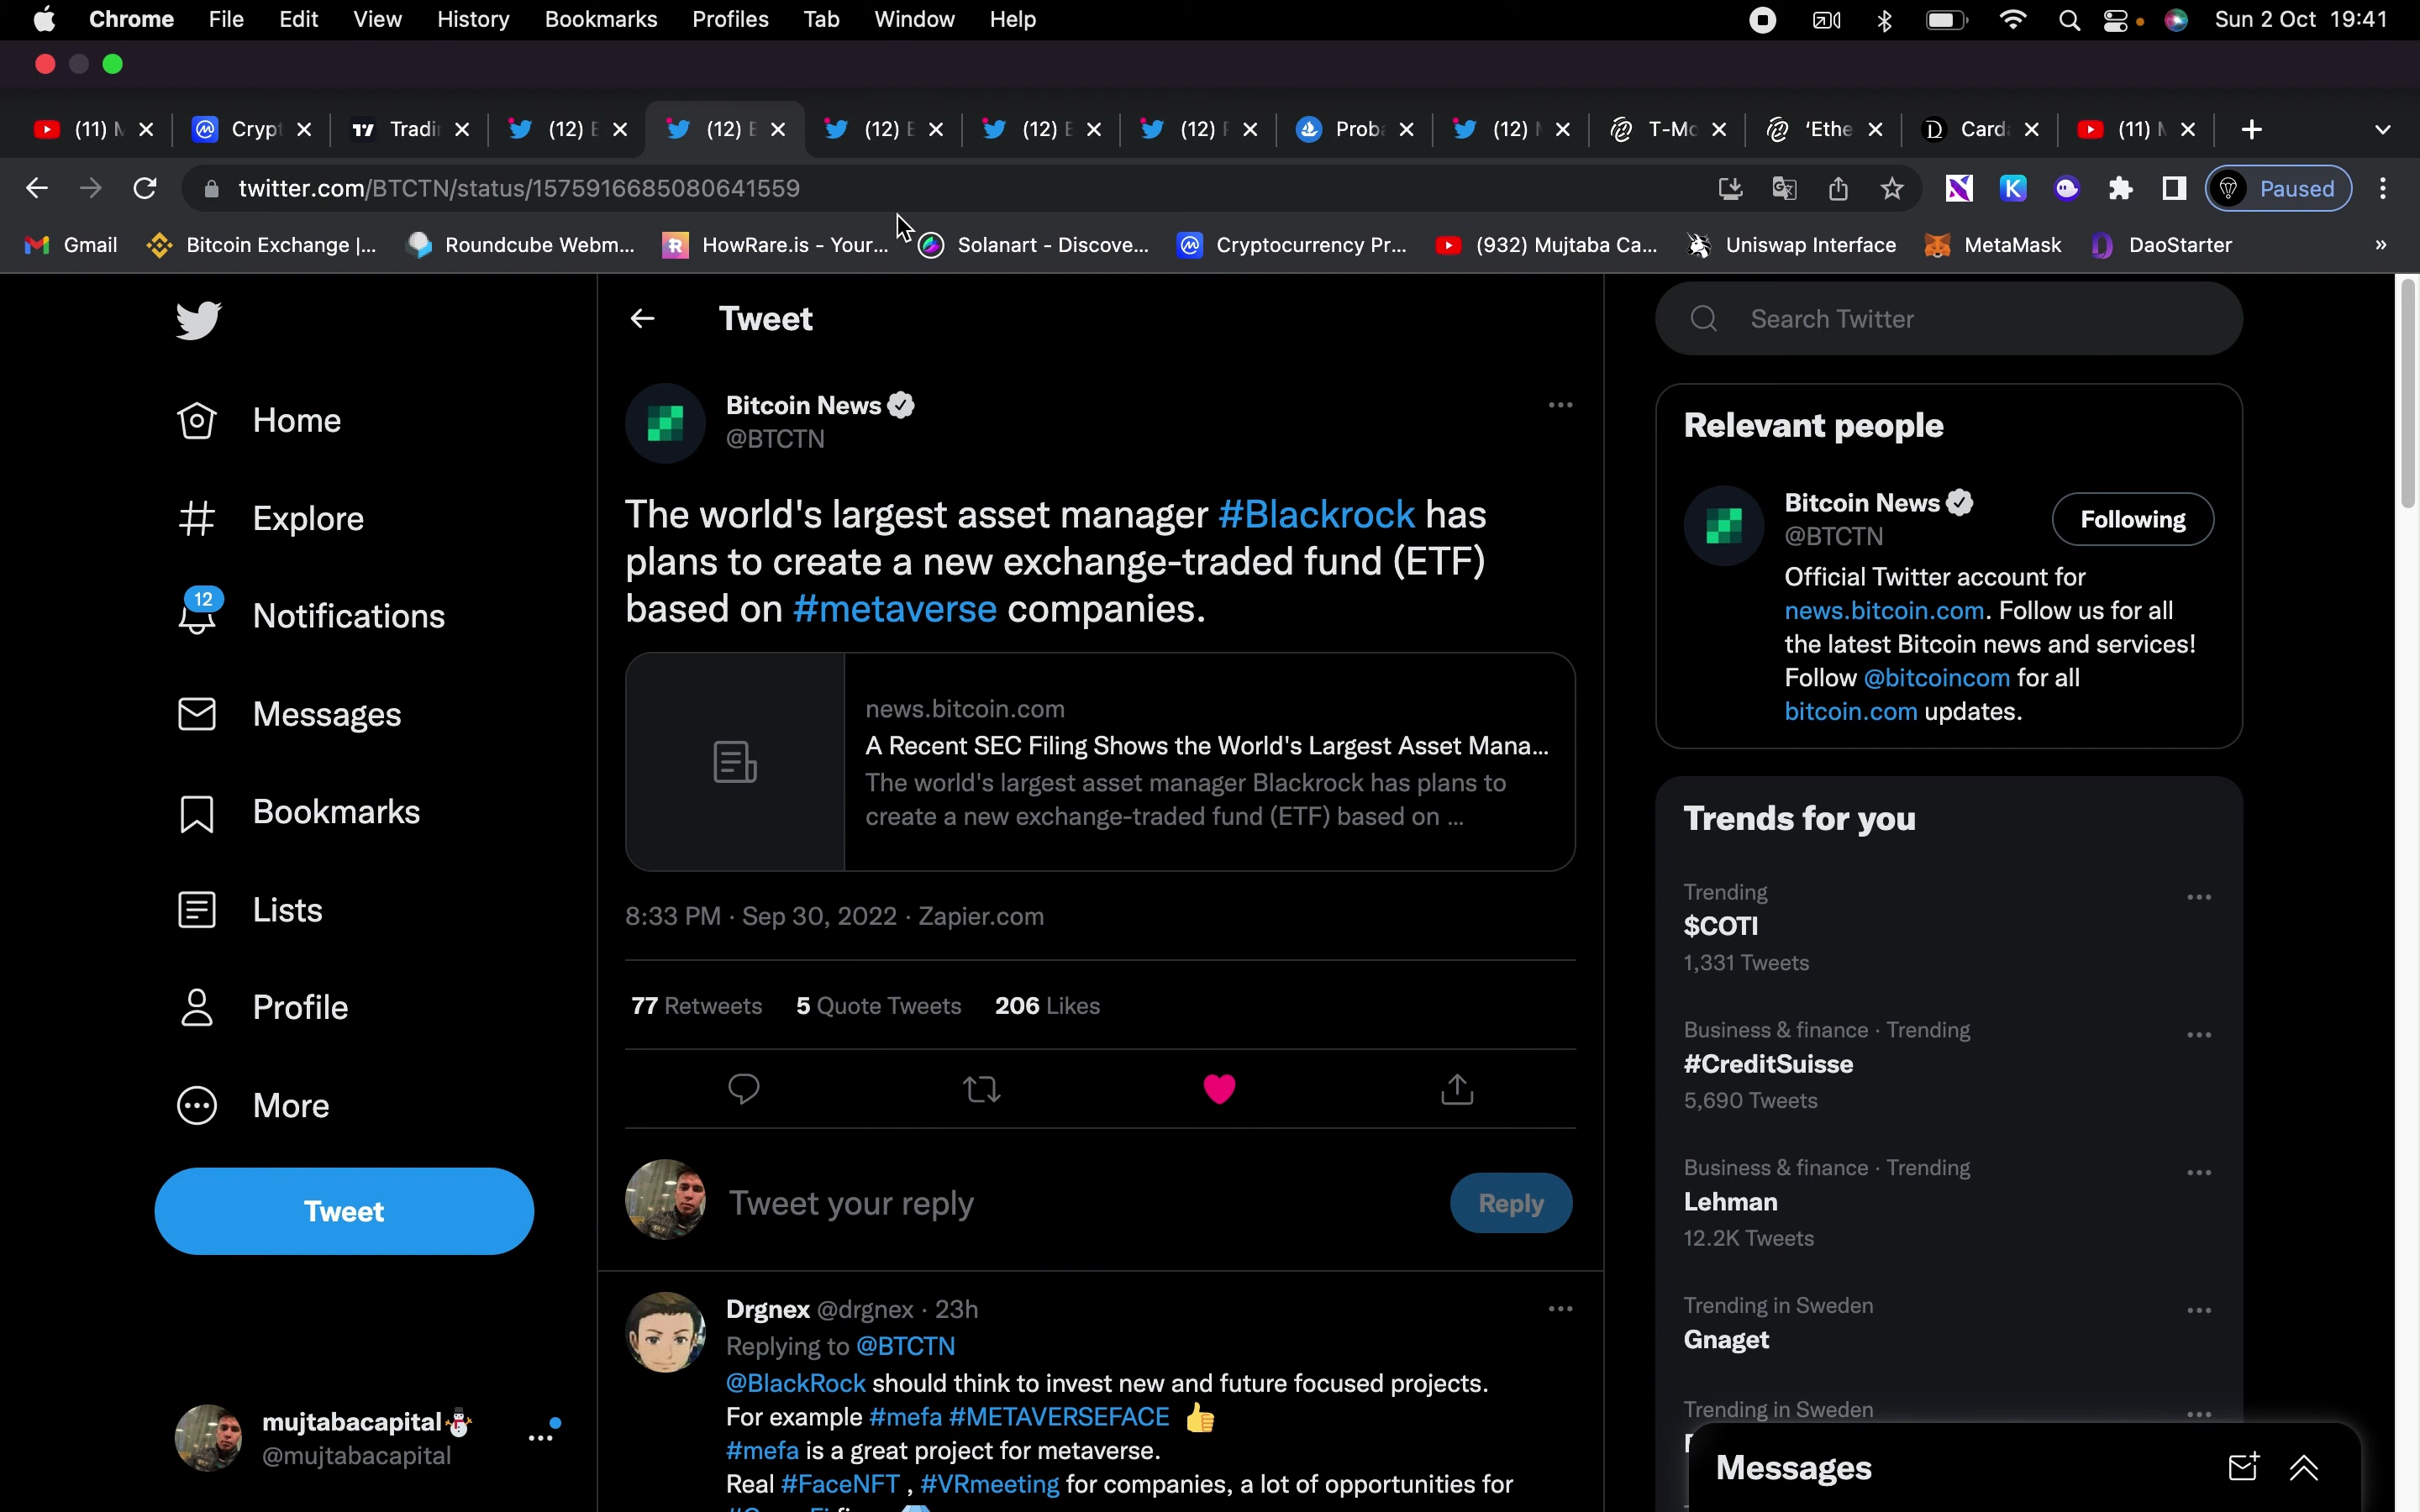 Chrome File Edit View History Bookmarks Profiles Tab Window Help Sun 2 Oct 19:41
(11) Crypt Tradi (12) (12) (12) (12) (12) Prob (12) T-Mo 'Ethe Card (11)
twitter.com/BTCTN/status/1575916685080641559 Paused
Gmail Bitcoin Exchange |... Roundcube Webm... HowRare.is - Your... Solanart - Discove... Cryptocurrency Pr... (932) Mujtaba Ca... Uniswap Interface MetaMask DaoStarter »
Home
Explore
12
Notifications
Messages
Bookmarks
Lists
Profile
More
Tweet
mujtabacapital⛄
@mujtabacapital
Tweet
Bitcoin News
@BTCTN
The world's largest asset manager #Blackrock has
plans to create a new exchange-traded fund (ETF)
based on #metaverse companies.
news.bitcoin.com
A Recent SEC Filing Shows the World's Largest Asset Mana...
The world's largest asset manager Blackrock has plans to
create a new exchange-traded fund (ETF) based on ...
8:33 PM · Sep 30, 2022 · Zapier.com
77 Retweets 5 Quote Tweets 206 Likes
Tweet your reply
Reply
Drgnex @drgnex · 23h
Replying to @BTCTN
@BlackRock should think to invest new and future focused projects.
For example #mefa #METAVERSEFACE 👍
#mefa is a great project for metaverse.
Real #FaceNFT , #VRmeeting for companies, a lot of opportunities for
Search Twitter
Relevant people
Bitcoin News
@BTCTN
Following
Official Twitter account for
news.bitcoin.com. Follow us for all
the latest Bitcoin news and services!
Follow @bitcoincom for all
bitcoin.com updates.
Trends for you
Trending
$COTI
1,331 Tweets
Business & finance · Trending
#CreditSuisse
5,690 Tweets
Business & finance · Trending
Lehman
12.2K Tweets
Trending in Sweden
Gnaget
Trending in Sweden
Messages